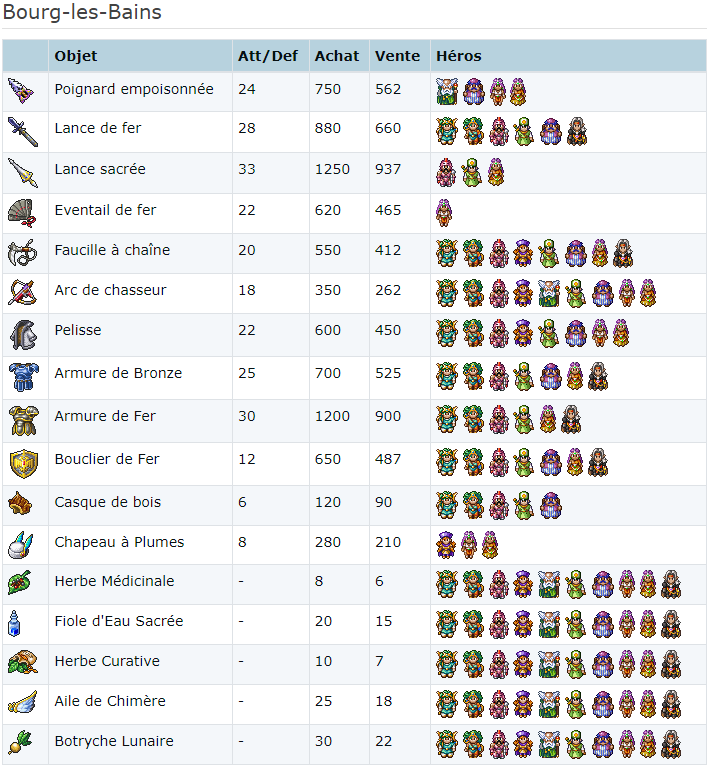 Bourg-les-Bains
Objet Att/Def Achat Vente Héros
Poignard empoisonnée 24 750 562
Lance de fer 28 880 660
Lance sacrée 33 1250 937
Eventail de fer 22 620 465
Faucille à chaîne 20 550 412
Arc de chasseur 18 350 262
Pelisse 22 600 450
Armure de Bronze 25 700 525
Armure de Fer 30 1200 900
Bouclier de Fer 12 650 487
Casque de bois 6 120 90
Chapeau à Plumes 8 280 210
Herbe Médicinale - 8 6
Fiole d'Eau Sacrée - 20 15
Herbe Curative - 10 7
Aile de Chimère - 25 18
Botryche Lunaire - 30 22